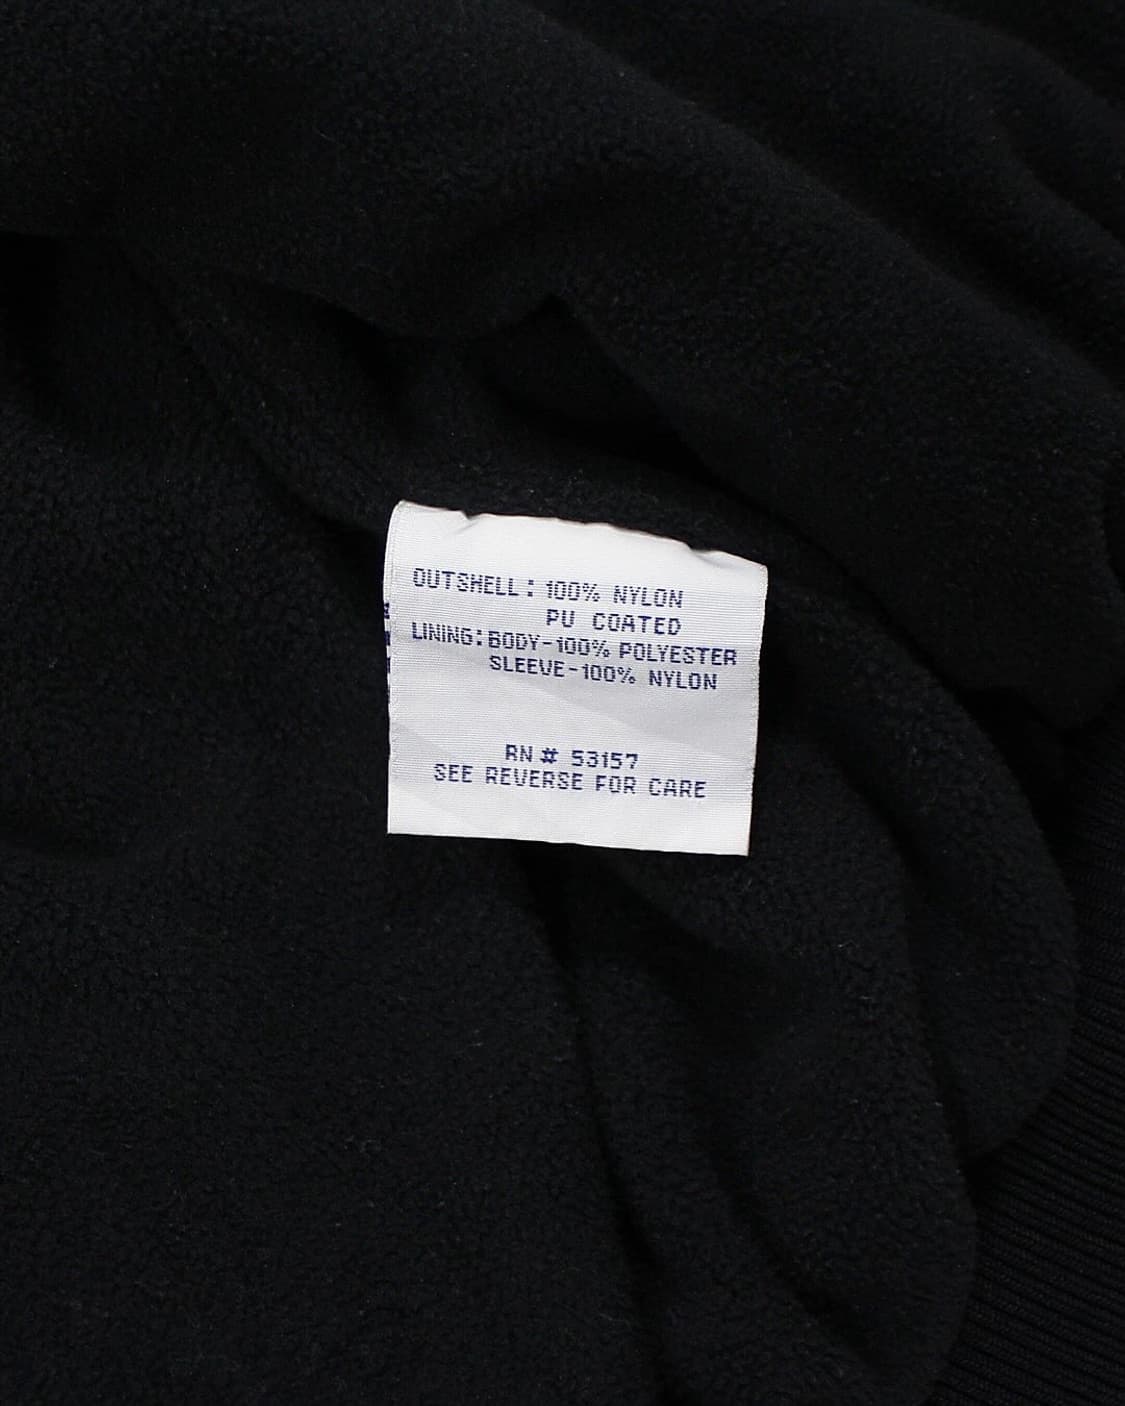 OUTSHELL: 100% NYLON
PU COATED
LINING: BODY-100% POLYESTER
SLEEVE-100% NYLON
RN # 53157
SEE REVERSE FOR CARE